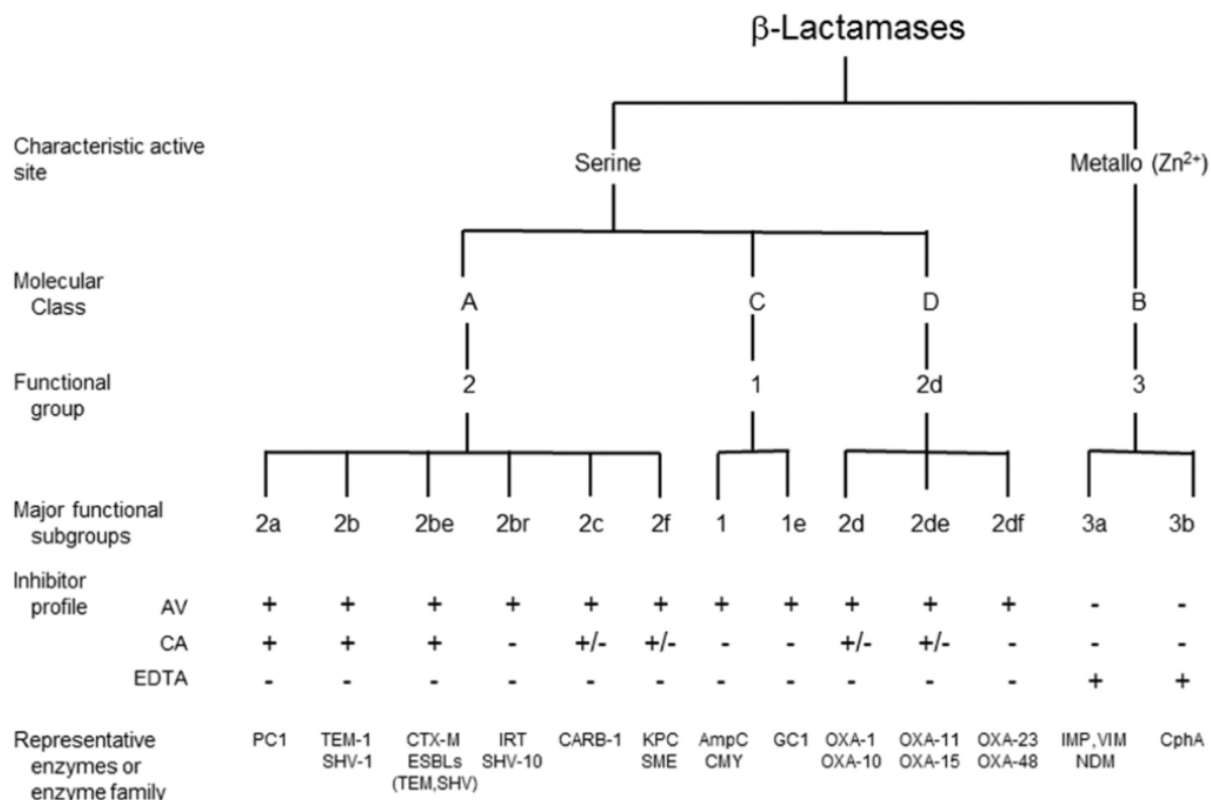 β-Lactamases
Characteristic active
site
Serine
Metallo (Zn²⁺)
Molecular
Class
A
C
D
B
Functional
group
2
1
2d
3
Major functional
subgroups
2a 2b 2be 2br 2c 2f 1 1e 2d 2de 2df 3a 3b
Inhibitor
profile
AV + + + + + + + + + + + - -
CA + + + - +/- +/- - - +/- +/- - - -
EDTA - - - - - - - - - - - + +
Representative PC1 TEM-1 CTX-M IRT CARB-1 KPC AmpC GC1 OXA-1 OXA-11 OXA-23 IMP,VIM CphA
enzymes or SHV-1 ESBLs SHV-10 SME CMY OXA-10 OXA-15 OXA-48 NDM
enzyme family (TEM,SHV)